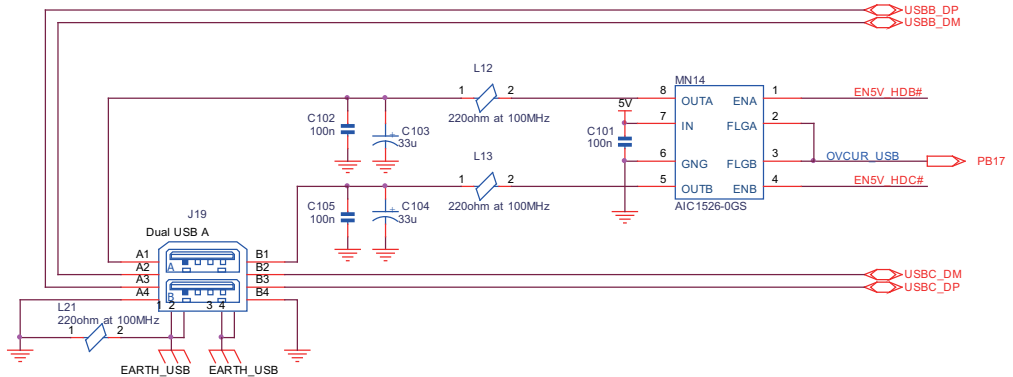 USBB_DP
USBB_DM
L12
MN14
1 2
8 OUTA ENA 1
EN5V_HDB#
5V
C102
100n
C103
33u
220ohm at 100MHz
C101
100n
7 IN FLGA 2
L13
6 GNG FLGB 3
OVCUR_USB
PB17
1 2
5 OUTB ENB 4
EN5V_HDC#
C105
100n
C104
33u
220ohm at 100MHz
AIC1526-0GS
J19
Dual USB A
A1 B1
A2 A B2
USBC_DM
A3 B3
USBC_DP
A4 B B4
1 2 3 4
L21
220ohm at 100MHz
1 2
EARTH_USB EARTH_USB